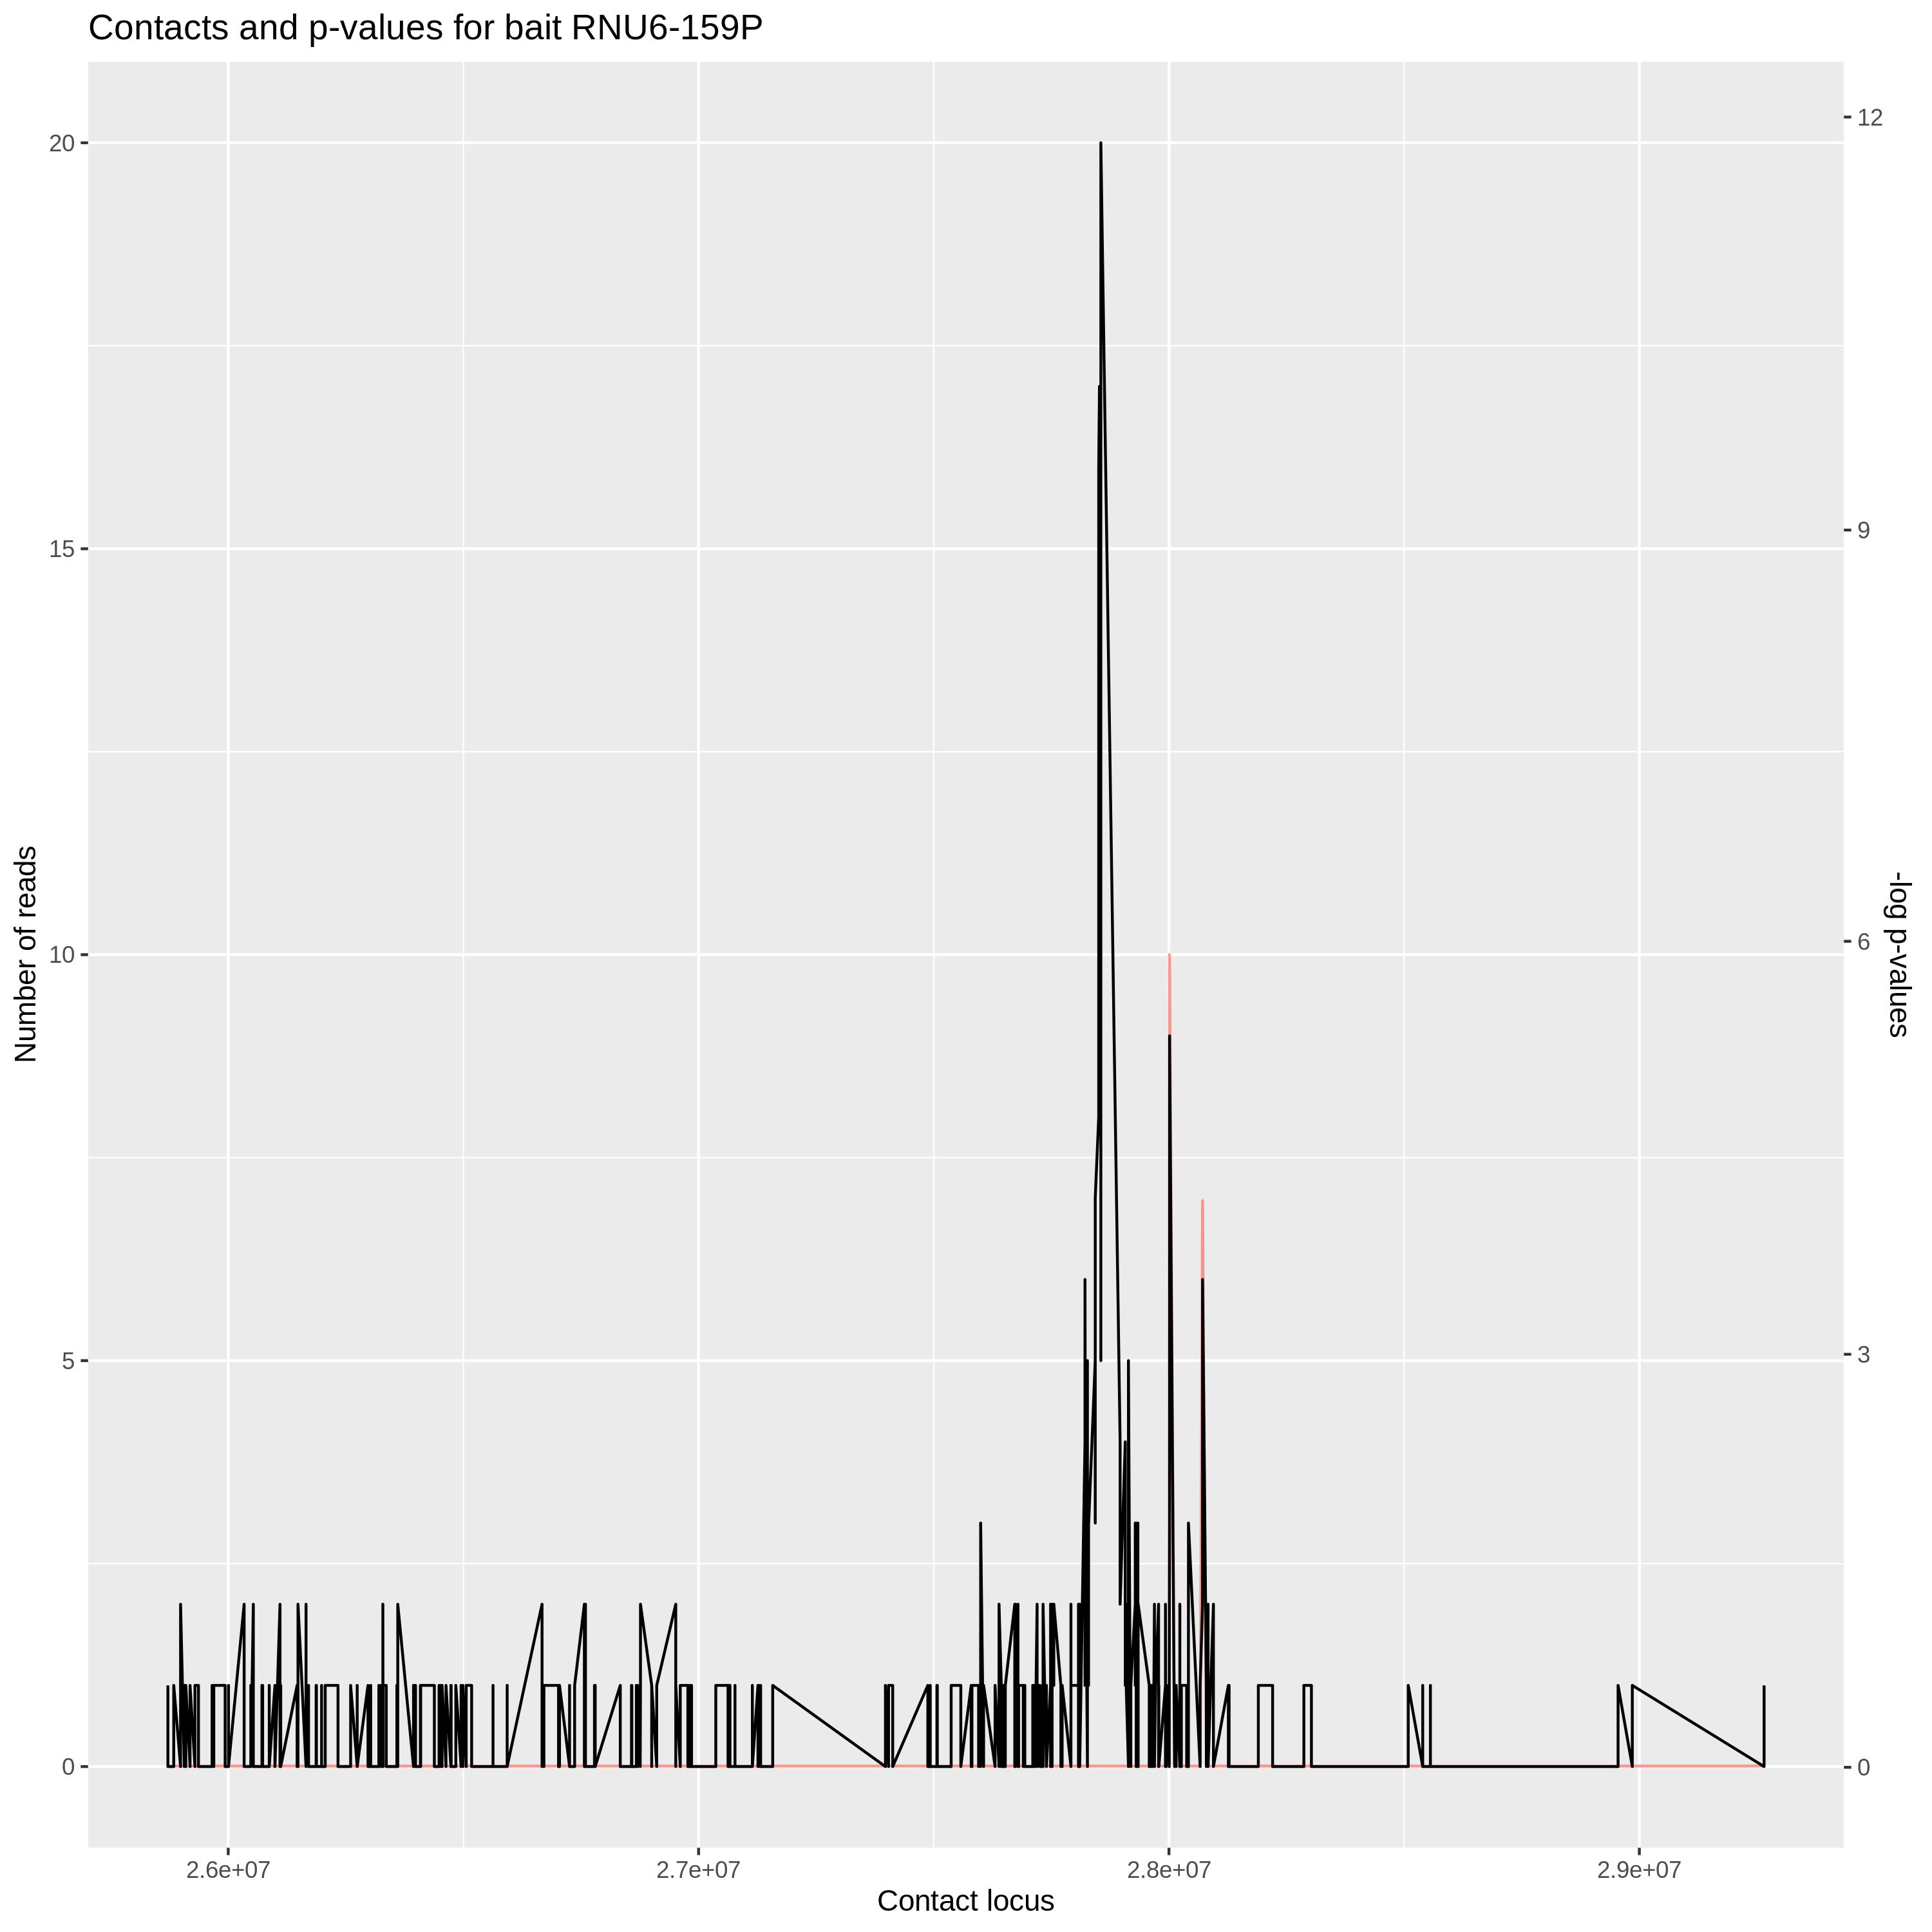 Contacts and p-values for bait RNU6-159P
20
15
10
5
0
Number of reads
12
9
6
3
0
-log p-values
2.6e+07 2.7e+07 2.8e+07 2.9e+07
Contact locus